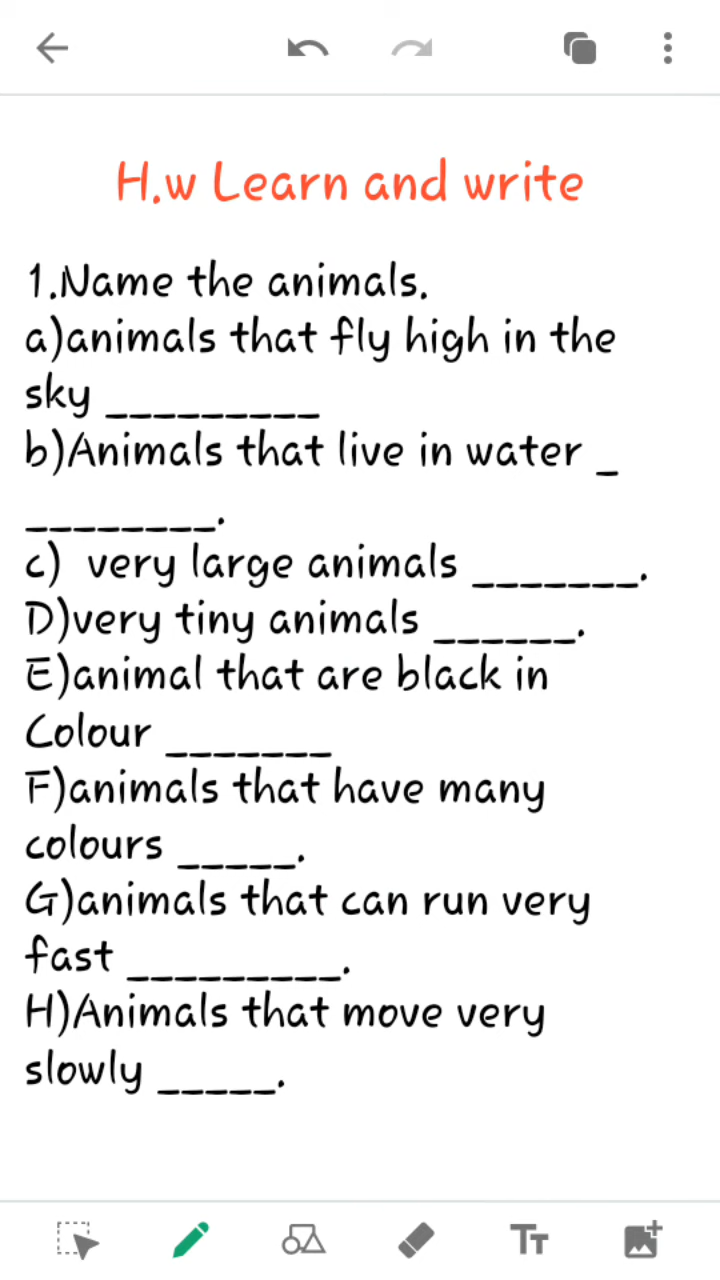 H.w Learn and write
1.Name the animals.
a)animals that fly high in the
sky _________
b)Animals that live in water _
________.
c)  very large animals _______.
D)very tiny animals ______.
E)animal that are black in
Colour _______
F)animals that have many
colours _____.
G)animals that can run very
fast _________.
H)Animals that move very
slowly _____.
TT